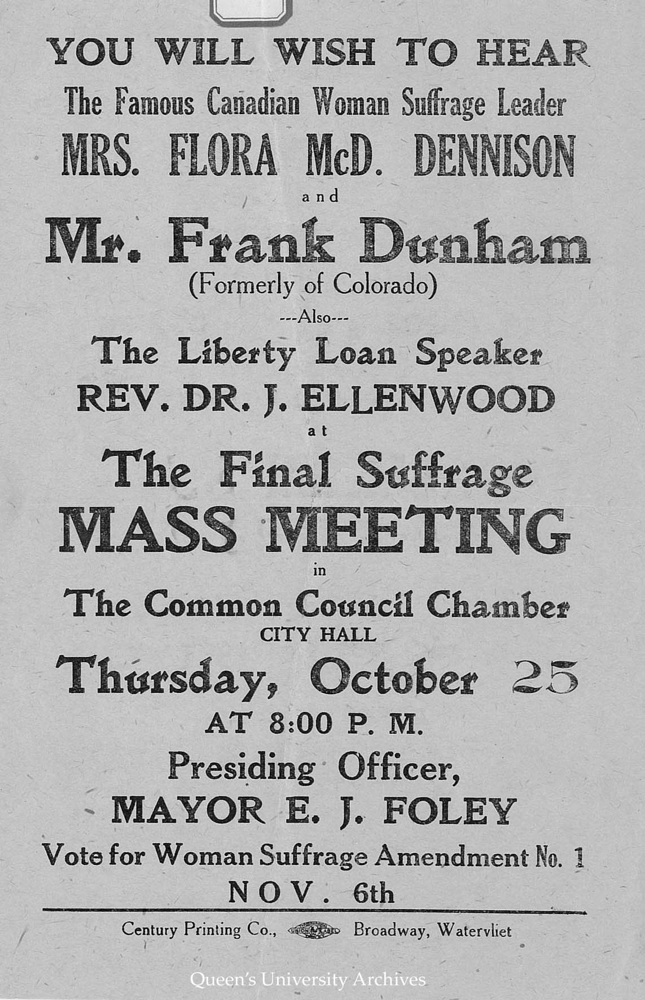 YOU WILL WISH TO HEAR
The Famous Canadian Woman Suffrage Leader
MRS. FLORA McD. DENNISON
and
Mr. Frank Dunham
(Formerly of Colorado)
---Also---
The Liberty Loan Speaker
REV. DR. J. ELLENWOOD
at
The Final Suffrage
MASS MEETING
in
The Common Council Chamber
CITY HALL
Thursday, October 25
AT 8:00 P. M.
Presiding Officer,
MAYOR E. J. FOLEY
Vote for Woman Suffrage Amendment No. 1
NOV. 6th
Century Printing Co., UNION LABEL Broadway, Watervliet
Queen's University Archives